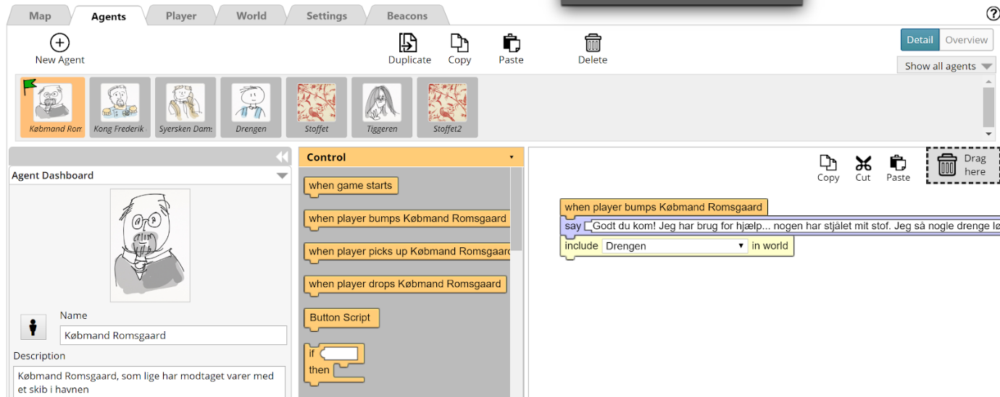 Map Agents Player World Settings Beacons
New Agent Duplicate Copy Paste Delete Detail Overview
Show all agents
Købmand Rom Kong Frederik Syersken Dams Drengen Stoffet Tiggeren Stoffet2
Agent Dashboard
Name
Købmand Romsgaard
Description
Købmand Romsgaard, som lige har modtaget varer med
et skib i havnen
Control
when game starts
when player bumps Købmand Romsgaard
when player picks up Købmand Romsgaard
when player drops Købmand Romsgaard
Button Script
if
then
Copy Cut Paste Drag
here
when player bumps Købmand Romsgaard
say Godt du kom! Jeg har brug for hjælp... nogen har stjålet mit stof. Jeg så nogle drenge lø
include Drengen in world